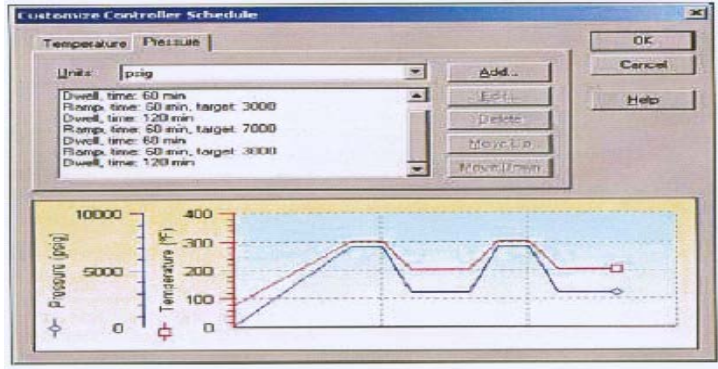 Customize Controller Schedule
Temperature
Pressure
OK
Cancel
Help
Units:
psig
Add...
Edit...
Delete
Move Up
Move Down
Dwell, time: 60 min
Ramp, time: 60 min, target: 3000
Dwell, time: 120 min
Ramp, time: 60 min, target: 7000
Dwell, time: 60 min
Ramp, time: 60 min, target: 3000
Dwell, time: 120 min
Pressure (psig)
10000
5000
0
Temperature (°F)
400
300
200
100
0